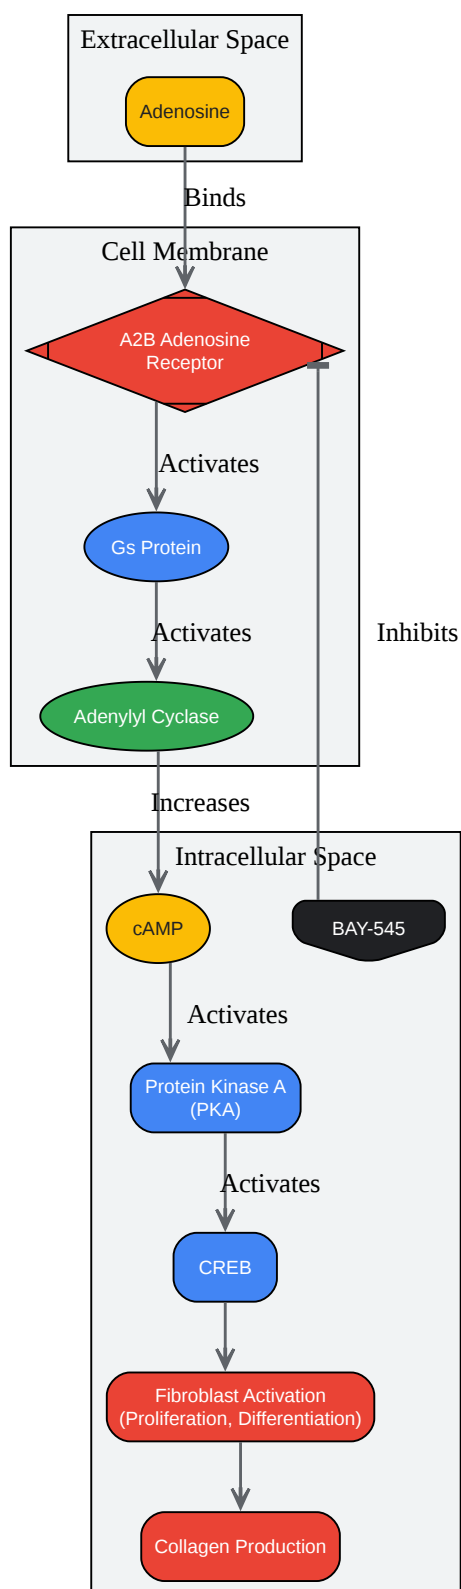 Extracellular Space
Adenosine
Binds
Cell Membrane
A2B Adenosine
Receptor
Activates
Gs Protein
Activates
Inhibits
Adenylyl Cyclase
Increases
Intracellular Space
cAMP
BAY-545
Activates
Protein Kinase A
(PKA)
Activates
CREB
Fibroblast Activation
(Proliferation, Differentiation)
Collagen Production